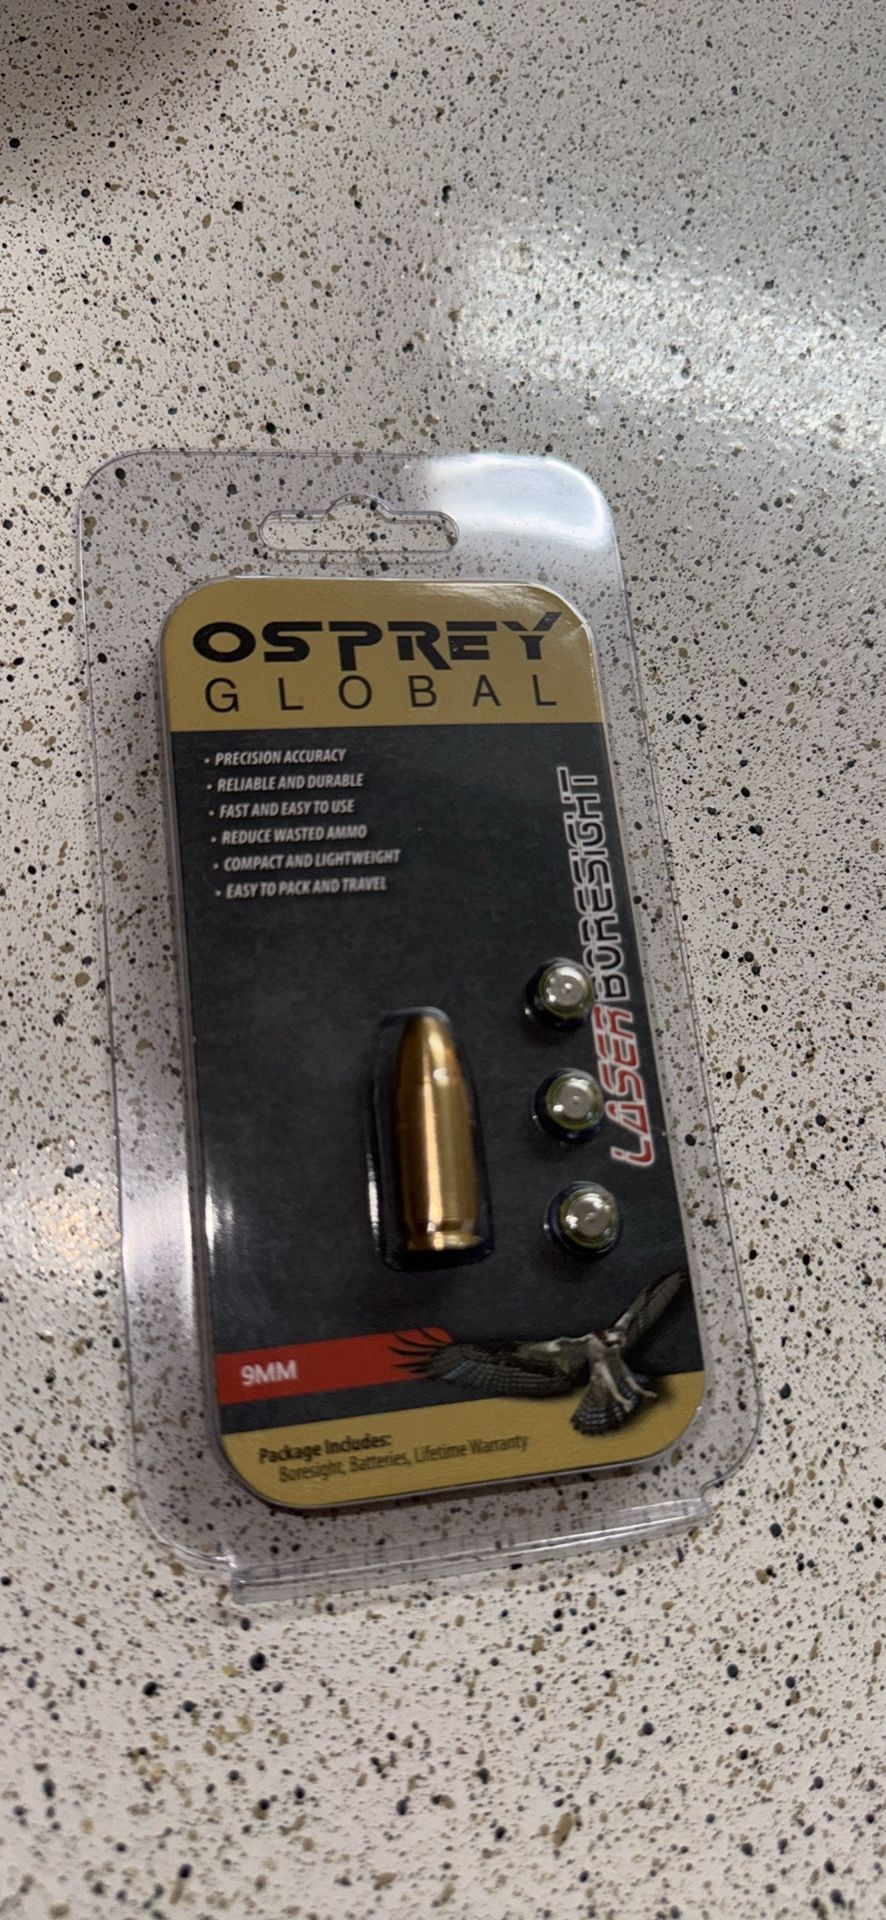 OSPREY
GLOBAL
• PRECISION ACCURACY
• RELIABLE AND DURABLE
• FAST AND EASY TO USE
• REDUCE WASTED AMMO
• COMPACT AND LIGHTWEIGHT
• EASY TO PACK AND TRAVEL
LASER BORESIGHT
9MM
Package Includes:
Boresight, Batteries, Lifetime Warranty